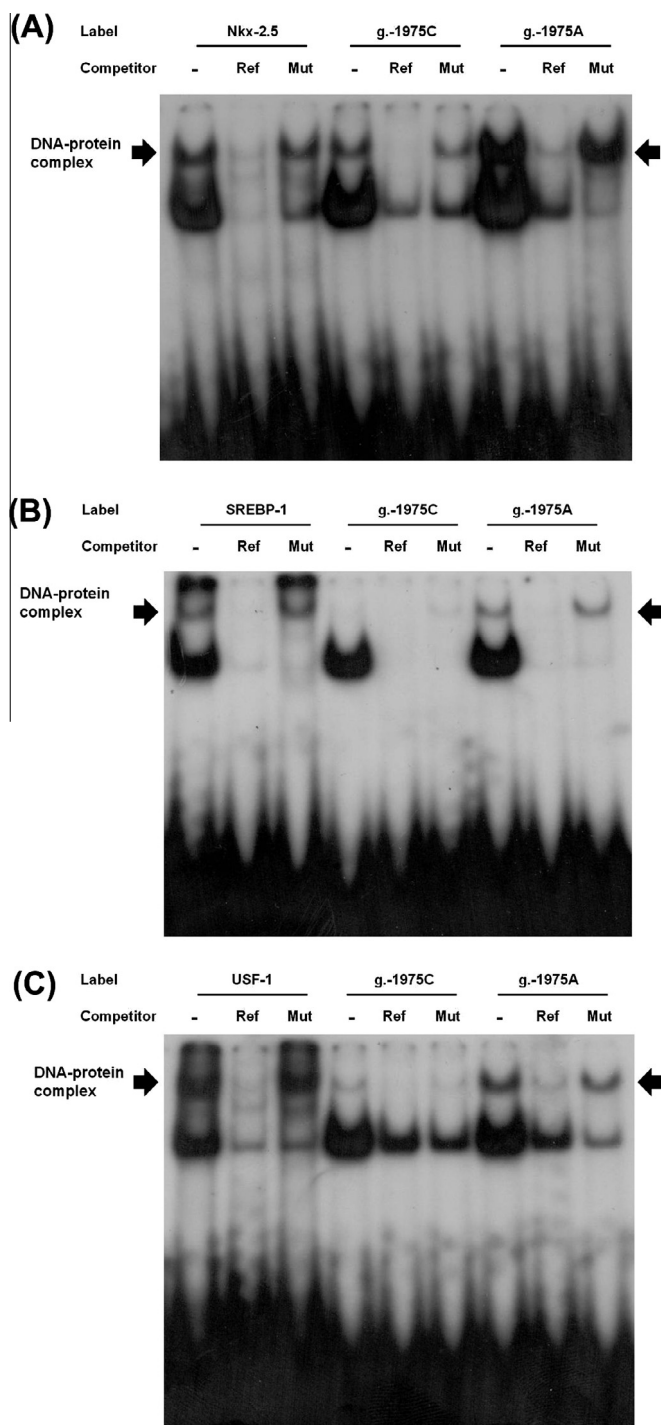 (A)
Label Nkx-2.5 g.-1975C g.-1975A
Competitor - Ref Mut - Ref Mut - Ref Mut
DNA-protein
complex
(B)
Label SREBP-1 g.-1975C g.-1975A
Competitor - Ref Mut - Ref Mut - Ref Mut
DNA-protein
complex
(C)
Label USF-1 g.-1975C g.-1975A
Competitor - Ref Mut - Ref Mut - Ref Mut
DNA-protein
complex